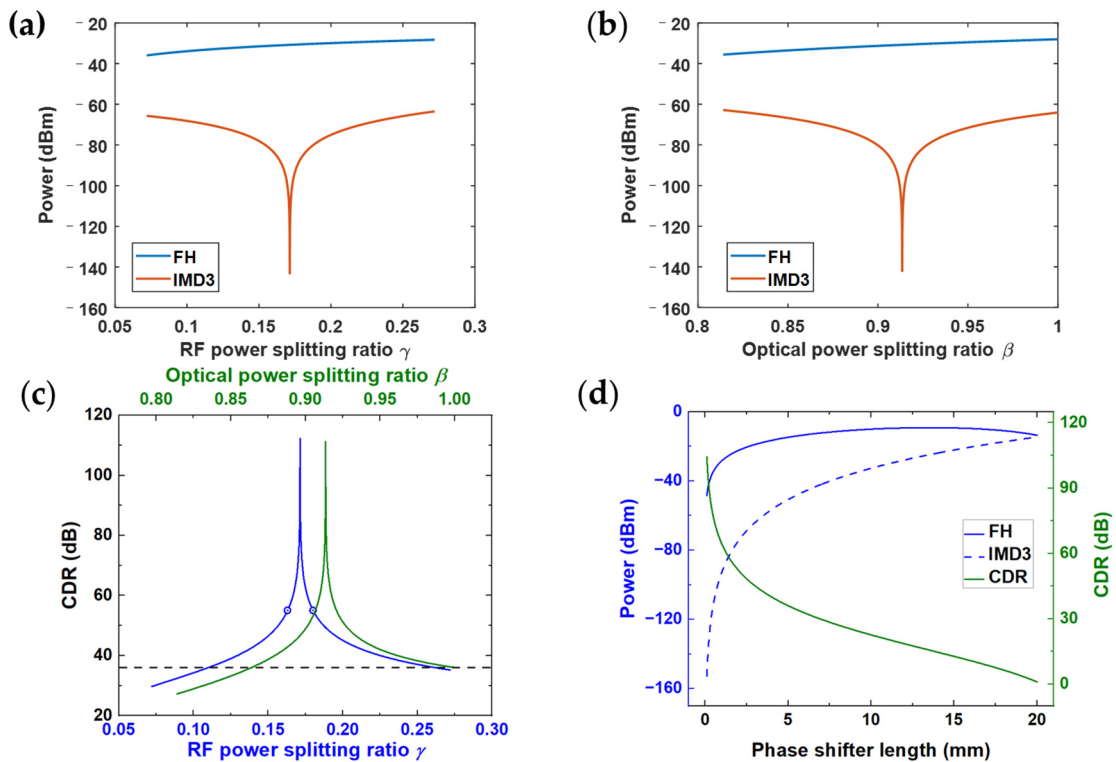 (a)
− 20
− 40
− 60
− 80
− 100
− 120
− 140
− 160
Power (dBm)
FH
IMD3
0.05 0.1 0.15 0.2 0.25 0.3
RF power splitting ratio γ
(b)
− 20
− 40
− 60
− 80
− 100
− 120
− 140
− 160
Power (dBm)
FH
IMD3
0.8 0.85 0.9 0.95 1
Optical power splitting ratio β
(c)
Optical power splitting ratio β
0.80 0.85 0.90 0.95 1.00
120
100
80
60
40
20
CDR (dB)
0.05 0.10 0.15 0.20 0.25 0.30
RF power splitting ratio γ
(d)
0
−40
−80
−120
−160
Power (dBm)
FH
IMD3
CDR
120
90
60
30
0
CDR (dB)
0 5 10 15 20
Phase shifter length (mm)